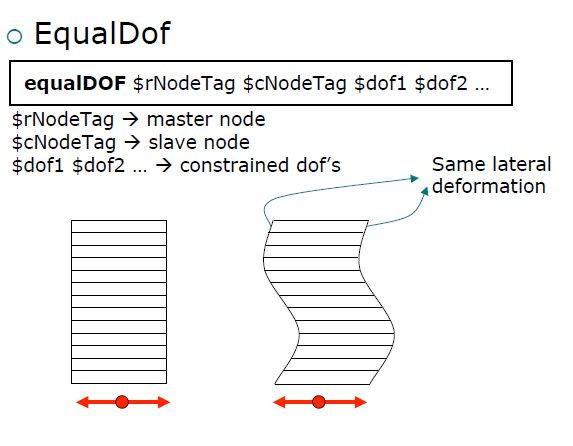 EqualDof
equalDOF $rNodeTag $cNodeTag $dof1 $dof2 …
$rNodeTag → master node
$cNodeTag → slave node
$dof1 $dof2 … → constrained dof’s
Same lateral
deformation